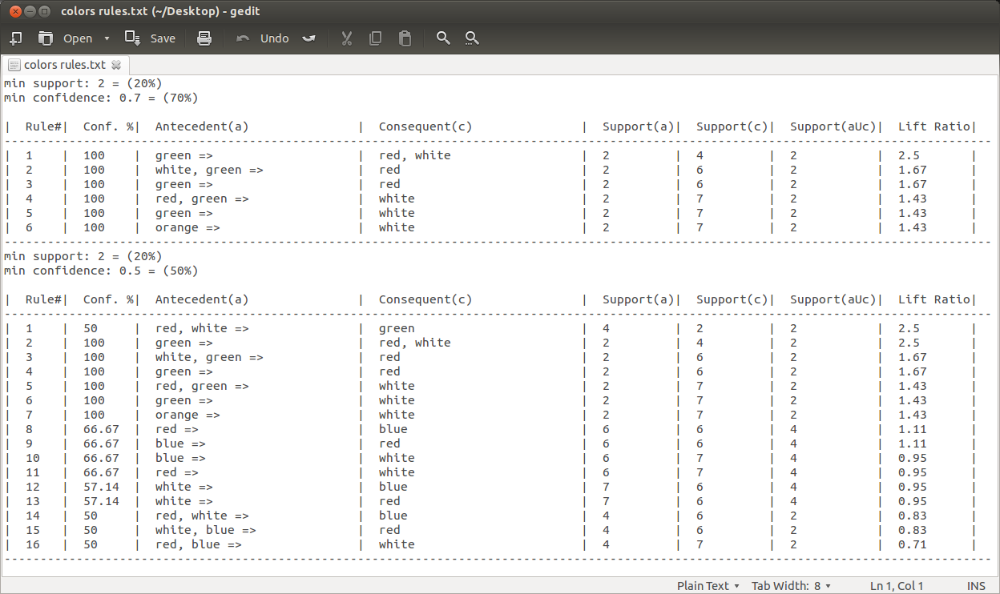 colors rules.txt (~/Desktop) - gedit
Open Save Undo
colors rules.txt
min support: 2 = (20%)
min confidence: 0.7 = (70%)
| Rule#| Conf. %| Antecedent(a) | Consequent(c) | Support(a)| Support(c)| Support(aUc)| Lift Ratio|
-----------------------------------------------------------------------------------------------------------------------------------------
| 1 | 100 | green => | red, white | 2 | 4 | 2 | 2.5 |
| 2 | 100 | white, green => | red | 2 | 6 | 2 | 1.67 |
| 3 | 100 | green => | red | 2 | 6 | 2 | 1.67 |
| 4 | 100 | red, green => | white | 2 | 7 | 2 | 1.43 |
| 5 | 100 | green => | white | 2 | 7 | 2 | 1.43 |
| 6 | 100 | orange => | white | 2 | 7 | 2 | 1.43 |
-----------------------------------------------------------------------------------------------------------------------------------------
min support: 2 = (20%)
min confidence: 0.5 = (50%)
| Rule#| Conf. %| Antecedent(a) | Consequent(c) | Support(a)| Support(c)| Support(aUc)| Lift Ratio|
-----------------------------------------------------------------------------------------------------------------------------------------
| 1 | 50 | red, white => | green | 4 | 2 | 2 | 2.5 |
| 2 | 100 | green => | red, white | 2 | 4 | 2 | 2.5 |
| 3 | 100 | white, green => | red | 2 | 6 | 2 | 1.67 |
| 4 | 100 | green => | red | 2 | 6 | 2 | 1.67 |
| 5 | 100 | red, green => | white | 2 | 7 | 2 | 1.43 |
| 6 | 100 | green => | white | 2 | 7 | 2 | 1.43 |
| 7 | 100 | orange => | white | 2 | 7 | 2 | 1.43 |
| 8 | 66.67 | red => | blue | 6 | 6 | 4 | 1.11 |
| 9 | 66.67 | blue => | red | 6 | 6 | 4 | 1.11 |
| 10 | 66.67 | blue => | white | 6 | 7 | 4 | 0.95 |
| 11 | 66.67 | red => | white | 6 | 7 | 4 | 0.95 |
| 12 | 57.14 | white => | blue | 7 | 6 | 4 | 0.95 |
| 13 | 57.14 | white => | red | 7 | 6 | 4 | 0.95 |
| 14 | 50 | red, white => | blue | 4 | 6 | 2 | 0.83 |
| 15 | 50 | white, blue => | red | 4 | 6 | 2 | 0.83 |
| 16 | 50 | red, blue => | white | 4 | 7 | 2 | 0.71 |
-----------------------------------------------------------------------------------------------------------------------------------------
Plain Text Tab Width: 8 Ln 1, Col 1 INS